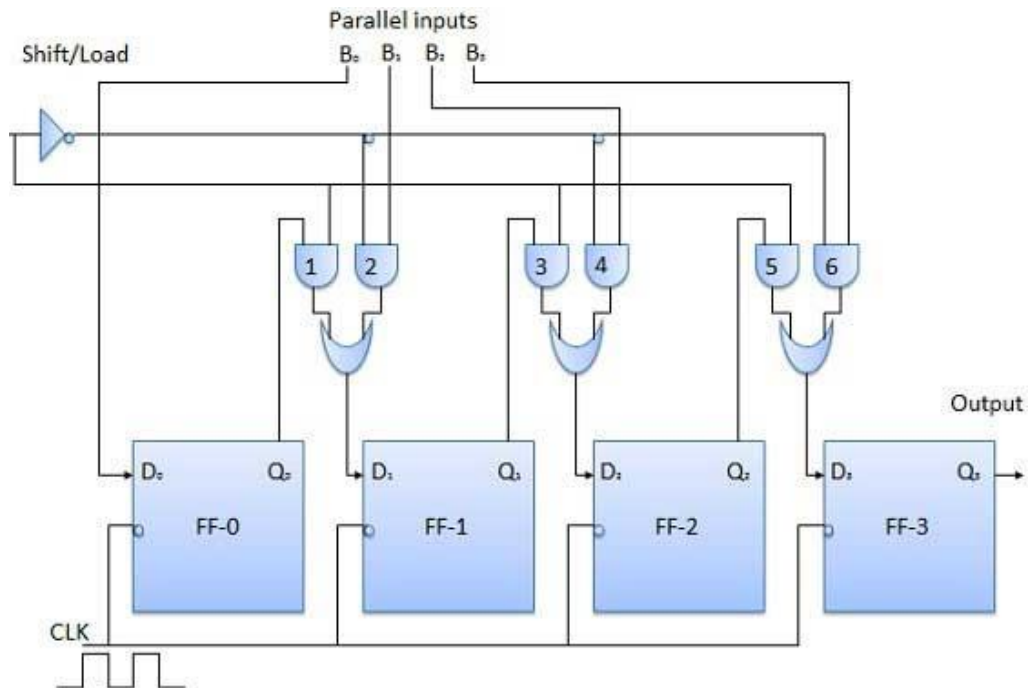 Parallel inputs
Shift/Load
B₀ B₁ B₂ B₃
1 2 3 4 5 6
Output
D₀ Q₀ D₁ Q₁ D₂ Q₂ D₃ Q₃
FF-0 FF-1 FF-2 FF-3
CLK